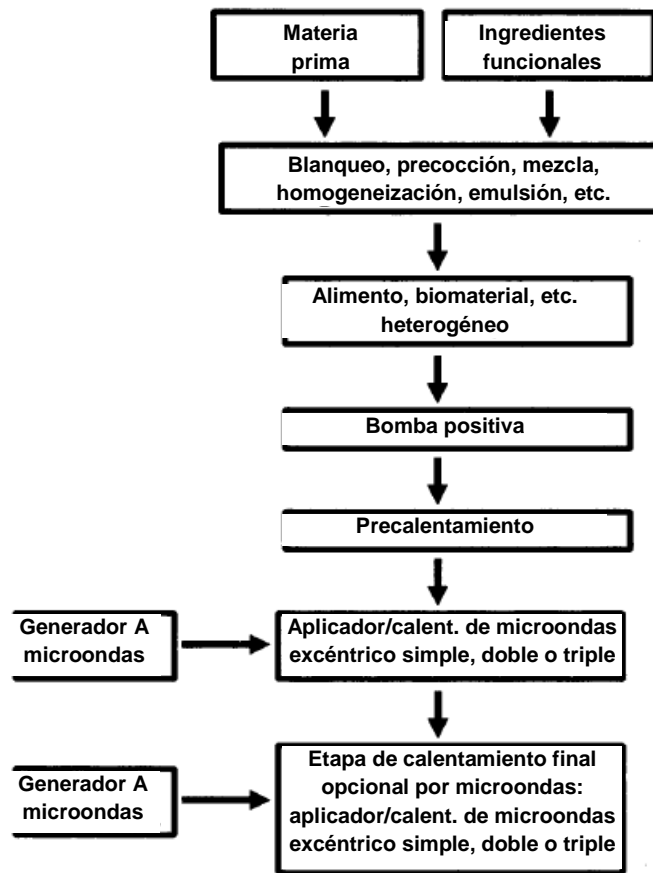 Materia
prima
Ingredientes
funcionales
Blanqueo, precocción, mezcla,
homogeneización, emulsión, etc.
Alimento, biomaterial, etc.
heterogéneo
Bomba positiva
Precalentamiento
Generador A
microondas
Aplicador/calent. de microondas
excéntrico simple, doble o triple
Generador A
microondas
Etapa de calentamiento final
opcional por microondas:
aplicador/calent. de microondas
excéntrico simple, doble o triple